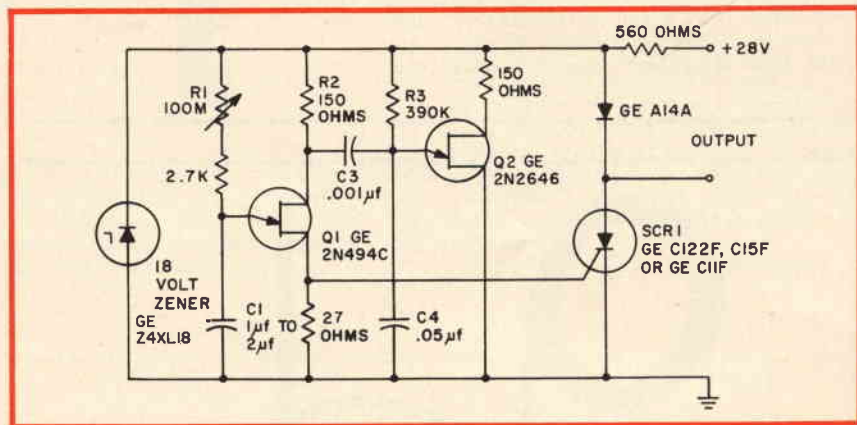 560 OHMS
+28V
R1
100M
R2
150
OHMS
R3
390K
150
OHMS
GE A14A
OUTPUT
2.7K
C3
.001µf
Q2 GE
2N2646
Q1 GE
2N494C
SCR1
GE C122F, C15F
OR GE C11F
18
VOLT
ZENER
GE
Z4XL18
C1
1µf TO
2µf
27
OHMS
C4
.05µf